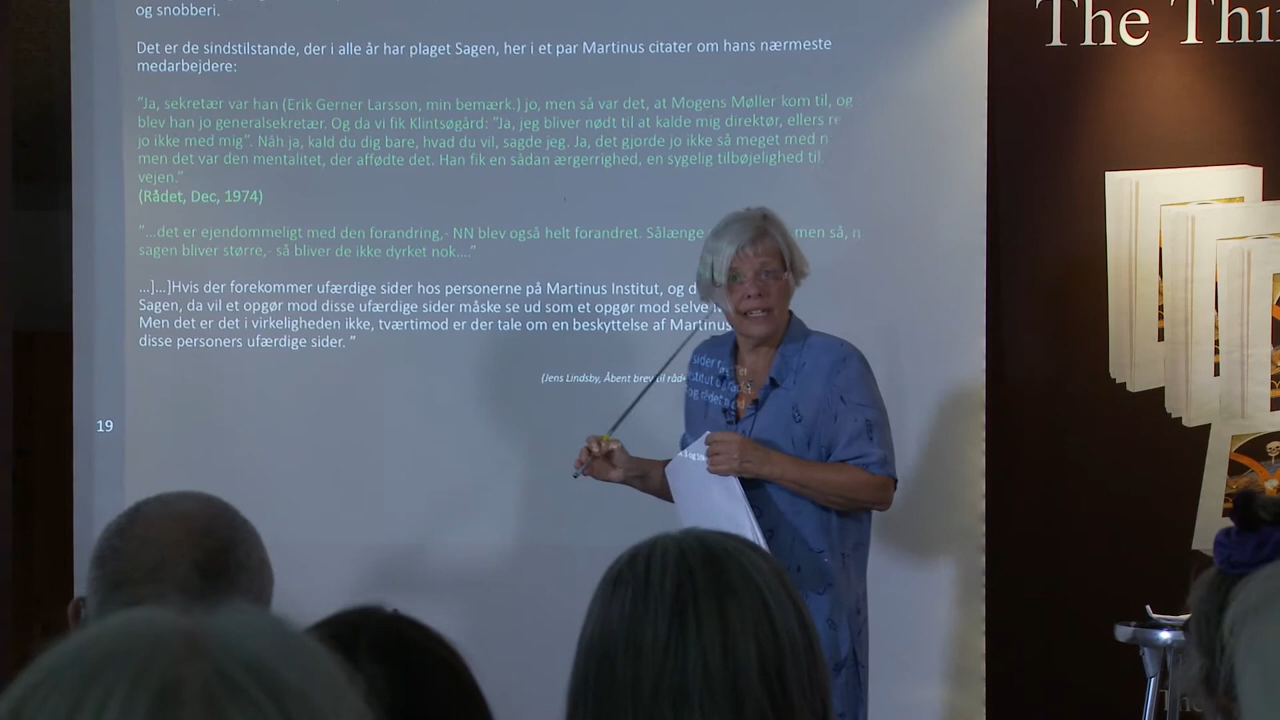 og snobberi.
Det er de sindstilstande, der i alle år har plaget Sagen, her i et par Martinus citater om hans nærmeste
medarbejdere:
"Ja, sekretær var han (Erik Gerner Larsson, min bemærk.) jo, men så var det, at Mogens Møller kom til, og
blev han jo generalsekretær. Og da vi fik Klintsøgård: "Ja, jeg bliver nødt til at kalde mig direktør, ellers
jo ikke med mig". Nåh ja, kald du dig bare, hvad du vil, sagde jeg. Ja, det gjorde jo ikke så meget med
men det var den mentalitet, der affødte det. Han fik en sådan ærgerrighed, en sygelig tilbøjelighed til
vejen."
(Rådet, Dec, 1974)
"...det er ejendommeligt med den forandring,- NN blev også helt forandret. Sålænge men så,
sagen bliver større,- så bliver de ikke dyrket nok...."
...]...]Hvis der forekommer ufærdige sider hos personerne på Martinus Institut, og
Sagen, da vil et opgør mod disse ufærdige sider måske se ud som et opgør mod selve
Men det er det i virkeligheden ikke, tværtimod er der tale om en beskyttelse af Martinus
disse personers ufærdige sider. "
(Jens Lindsby, Åbent brev til
19
The